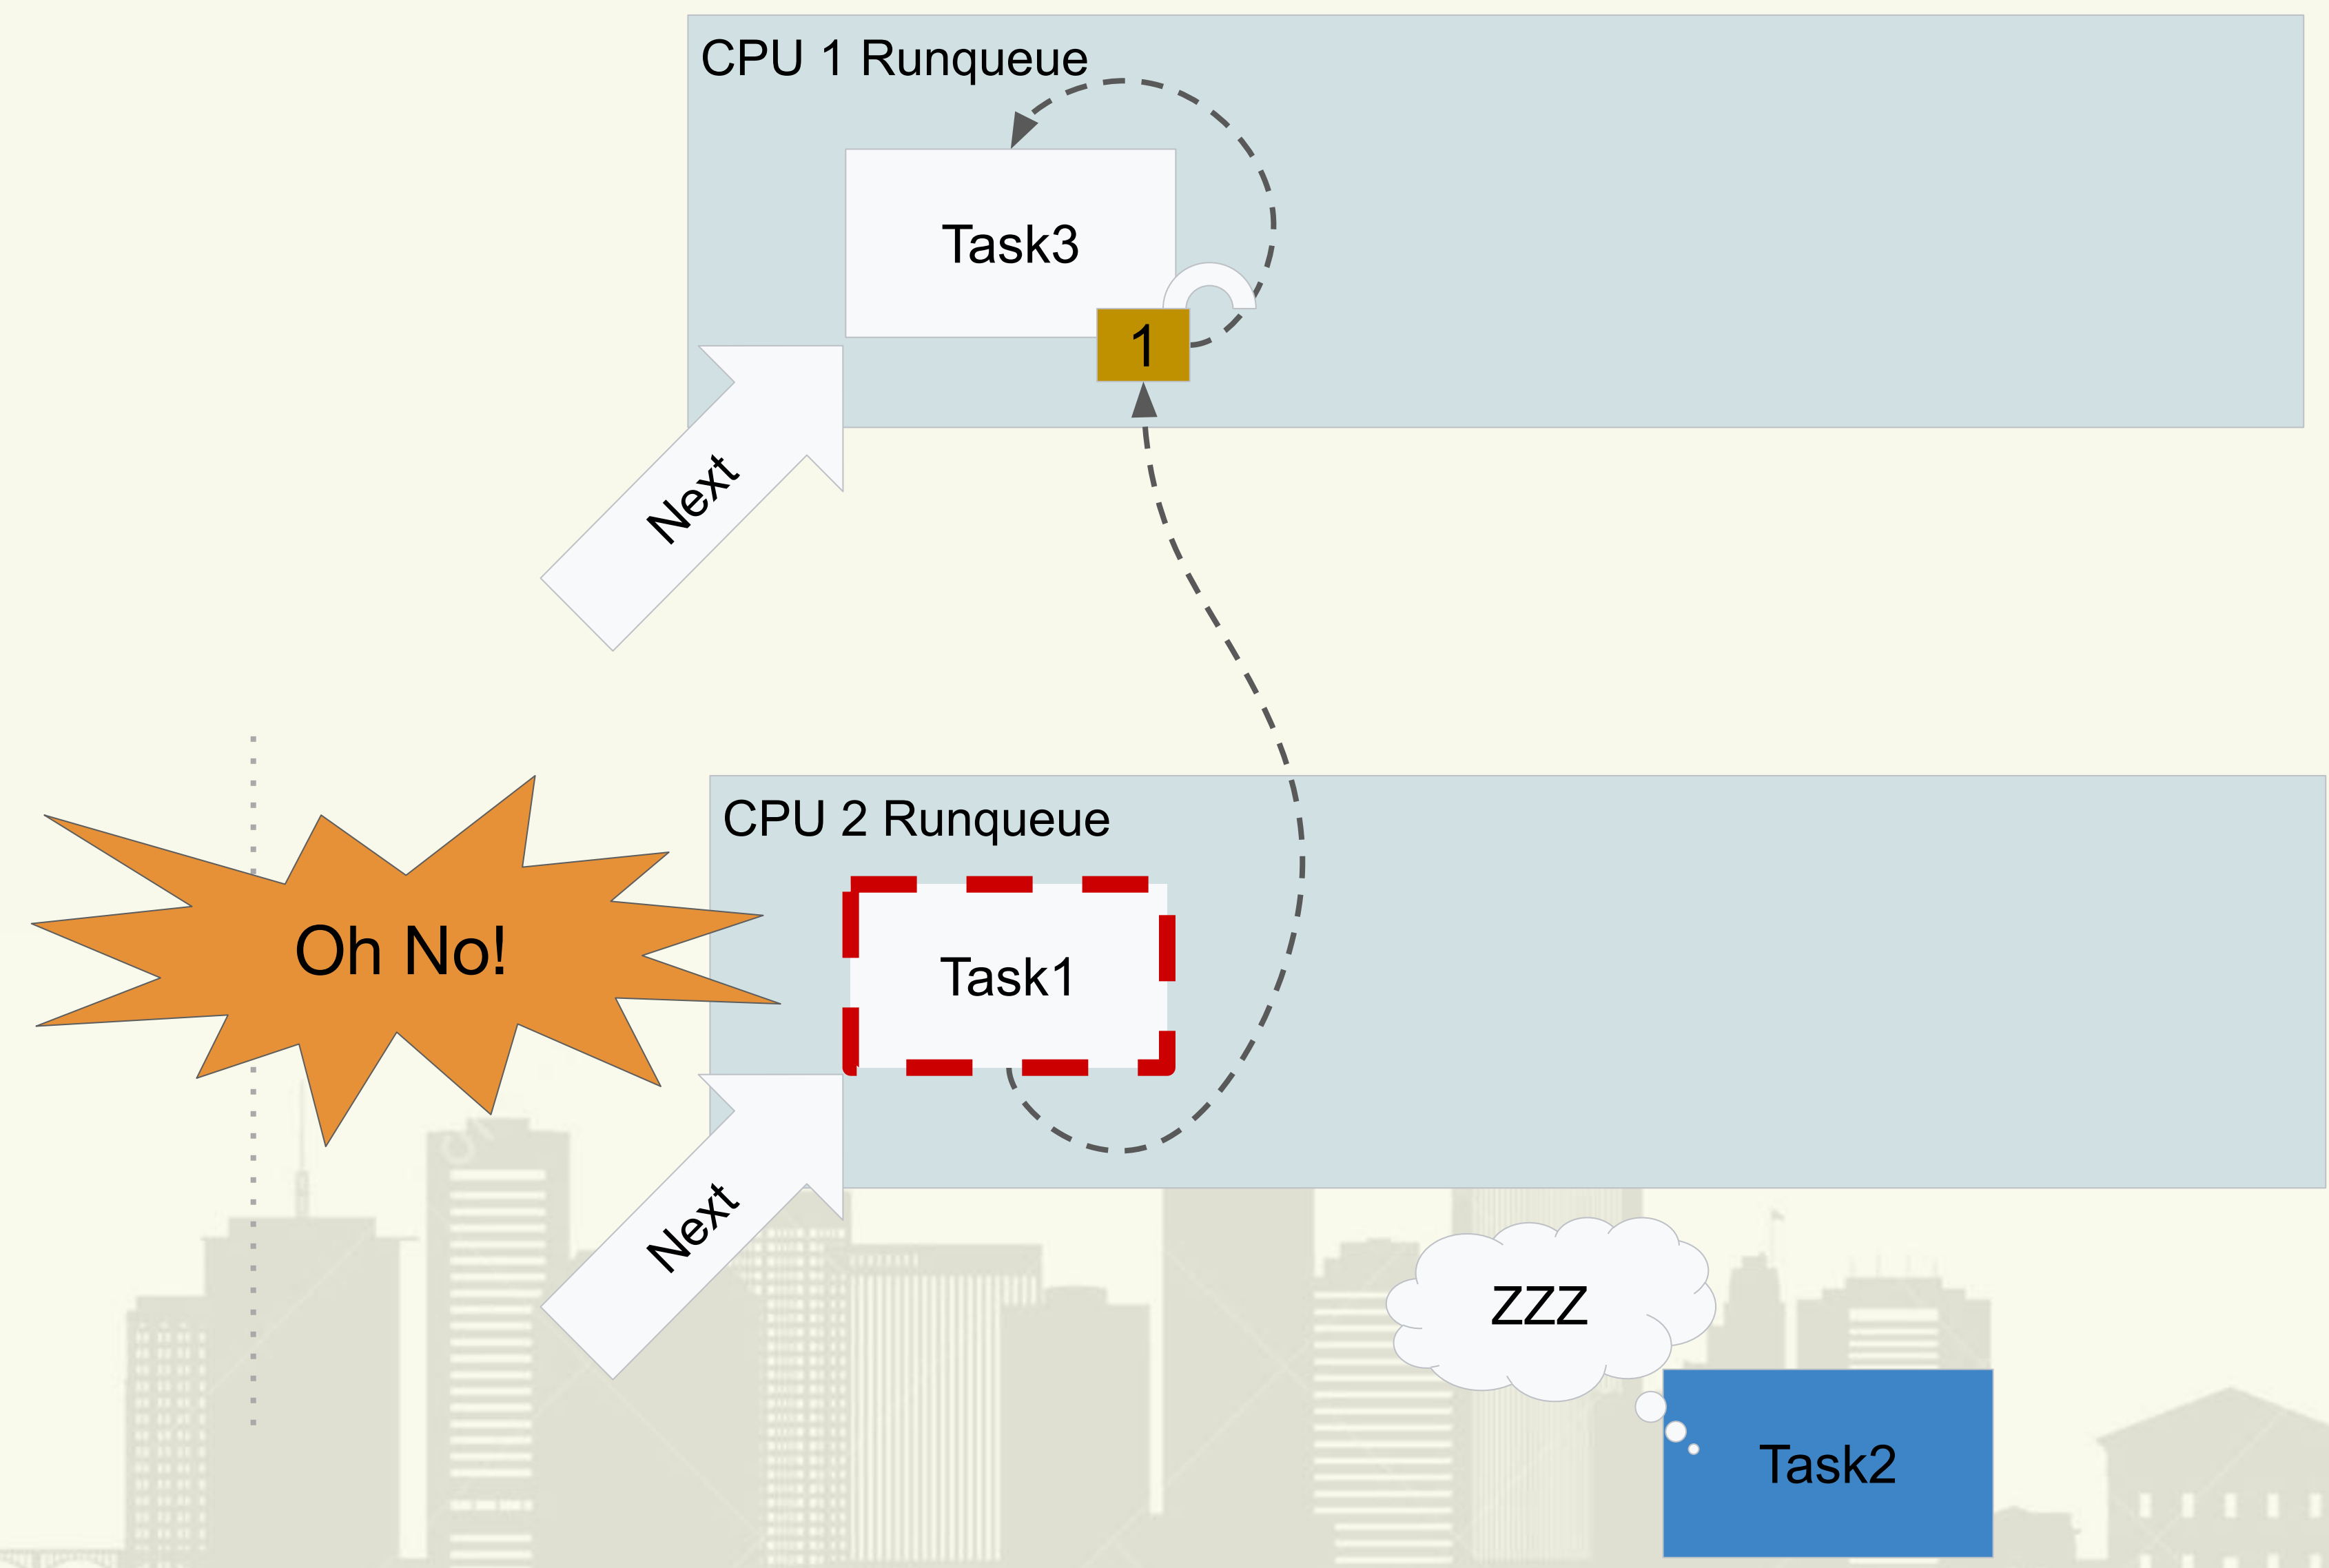 CPU 1 Runqueue
Task3
1
Next
CPU 2 Runqueue
Oh No!
Task1
Next
ZZZ
Task2